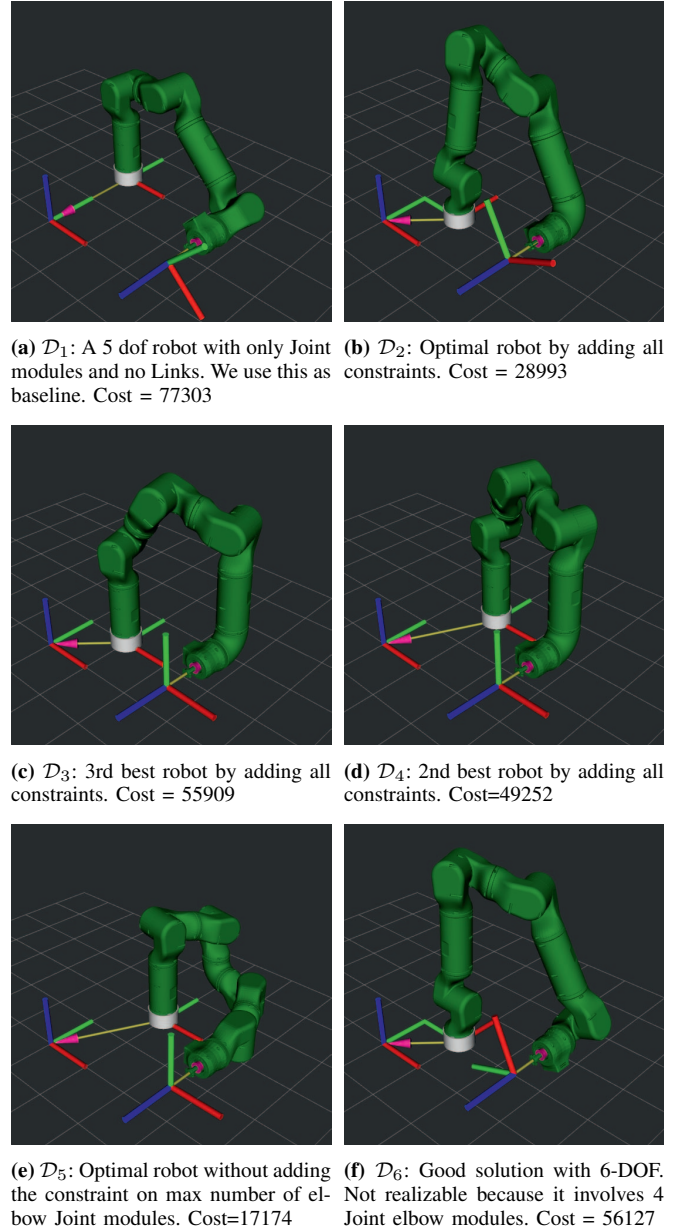 (a) 𝒟₁: A 5 dof robot with only Joint
modules and no Links. We use this as
baseline. Cost = 77303
(b) 𝒟₂: Optimal robot by adding all
constraints. Cost = 28993
(c) 𝒟₃: 3rd best robot by adding all
constraints. Cost = 55909
(d) 𝒟₄: 2nd best robot by adding all
constraints. Cost=49252
(e) 𝒟₅: Optimal robot without adding
the constraint on max number of el-
bow Joint modules. Cost=17174
(f) 𝒟₆: Good solution with 6-DOF.
Not realizable because it involves 4
Joint elbow modules. Cost = 56127